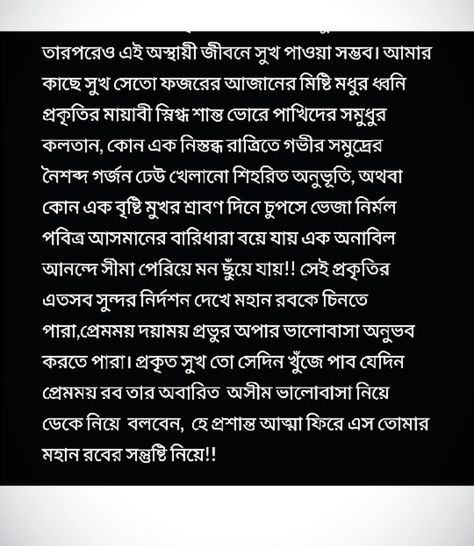 তারপরেও এই অস্থায়ী জীবনে সুখ পাওয়া সম্ভব। আমার
কাছে সুখ সেতো ফজরের আজানের মিষ্টি মধুর ধ্বনি
প্রকৃতির মায়াবী স্নিগ্ধ শান্ত ভোরে পাখিদের সমুধুর
কলতান, কোন এক নিস্তব্ধ রাত্রিতে গভীর সমুদ্রের
নৈশব্দ গর্জন ঢেউ খেলানো শিহরিত অনুভূতি, অথবা
কোন এক বৃষ্টি মুখর শ্রাবণ দিনে চুপসে ভেজা নির্মল
পবিত্র আসমানের বারিধারা বয়ে যায় এক অনাবিল
আনন্দে সীমা পেরিয়ে মন ছুঁয়ে যায়!! সেই প্রকৃতির
এতসব সুন্দর নির্দশন দেখে মহান রবকে চিনতে
পারা,প্রেমময় দয়াময় প্রভুর অপার ভালোবাসা অনুভব
করতে পারা। প্রকৃত সুখ তো সেদিন খুঁজে পাব যেদিন
প্রেমময় রব তার অবারিত অসীম ভালোবাসা নিয়ে
ডেকে নিয়ে বলবেন, হে প্রশান্ত আত্মা ফিরে এস তোমার
মহান রবের সন্তুষ্টি নিয়ে!!